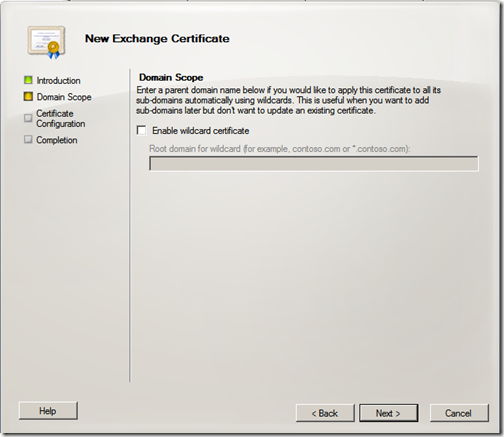 New Exchange Certificate
Introduction
Domain Scope
Certificate
Configuration
Completion
Domain Scope
Enter a parent domain name below if you would like to apply this certificate to all its
sub-domains automatically using wildcards. This is useful when you want to add
sub-domains later but don't want to update an existing certificate.
Enable wildcard certificate
Root domain for wildcard (for example, contoso.com or *.contoso.com):
Help
< Back
Next >
Cancel